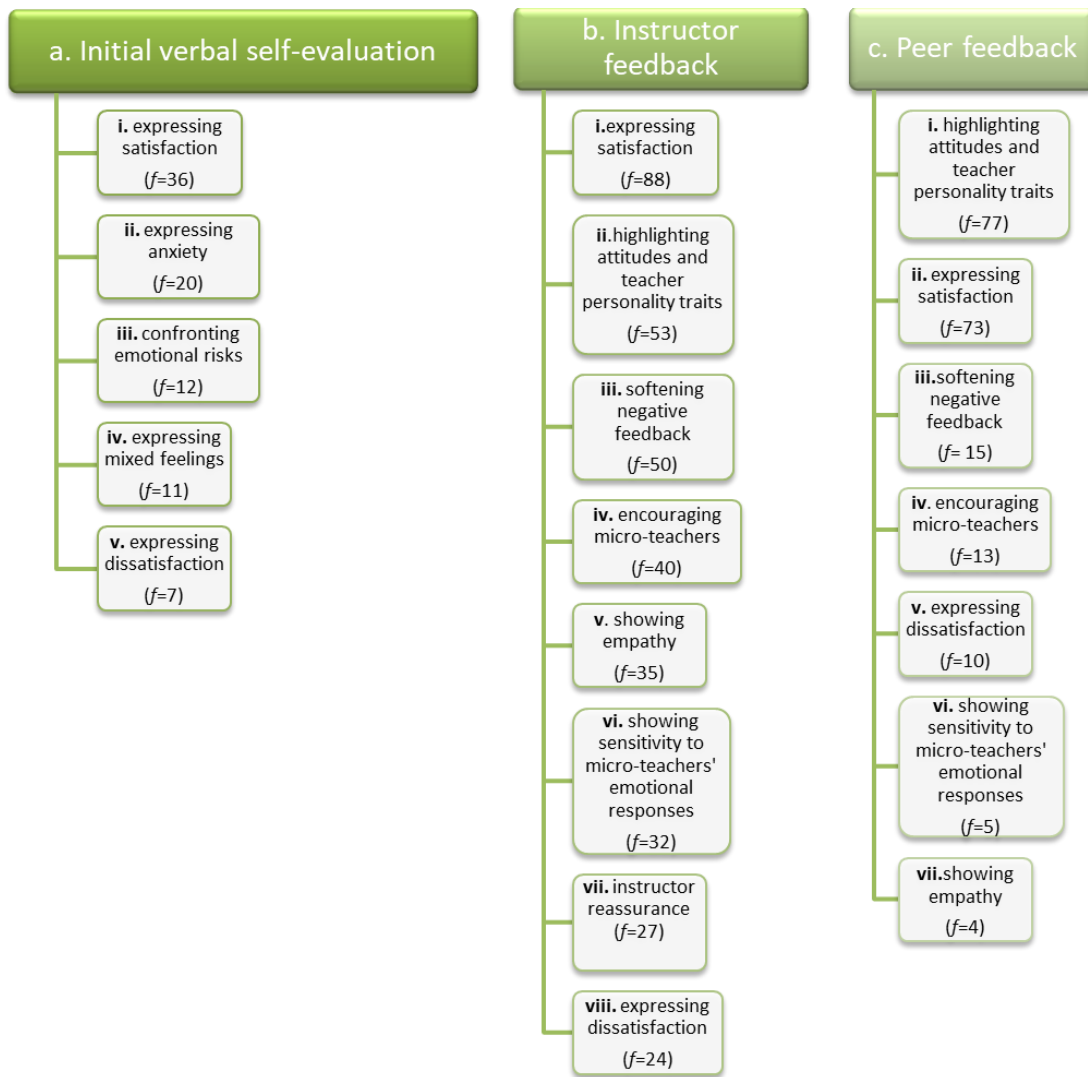 a. Initial verbal self-evaluation
i. expressing
satisfaction
(f=36)
ii. expressing
anxiety
(f=20)
iii. confronting
emotional risks
(f=12)
iv. expressing
mixed feelings
(f=11)
v. expressing
dissatisfaction
(f=7)
b. Instructor
feedback
i.expressing
satisfaction
(f=88)
ii.highlighting
attitudes and
teacher
personality traits
(f=53)
iii. softening
negative
feedback
(f=50)
iv. encouraging
micro-teachers
(f=40)
v. showing
empathy
(f=35)
vi. showing
sensitivity to
micro-teachers'
emotional
responses
(f=32)
vii. instructor
reassurance
(f=27)
viii. expressing
dissatisfaction
(f=24)
c. Peer feedback
i. highlighting
attitudes and
teacher
personality traits
(f=77)
ii. expressing
satisfaction
(f=73)
iii.softening
negative
feedback
(f= 15)
iv. encouraging
micro-teachers
(f=13)
v. expressing
dissatisfaction
(f=10)
vi. showing
sensitivity to
micro-teachers'
emotional
responses
(f=5)
vii.showing
empathy
(f=4)